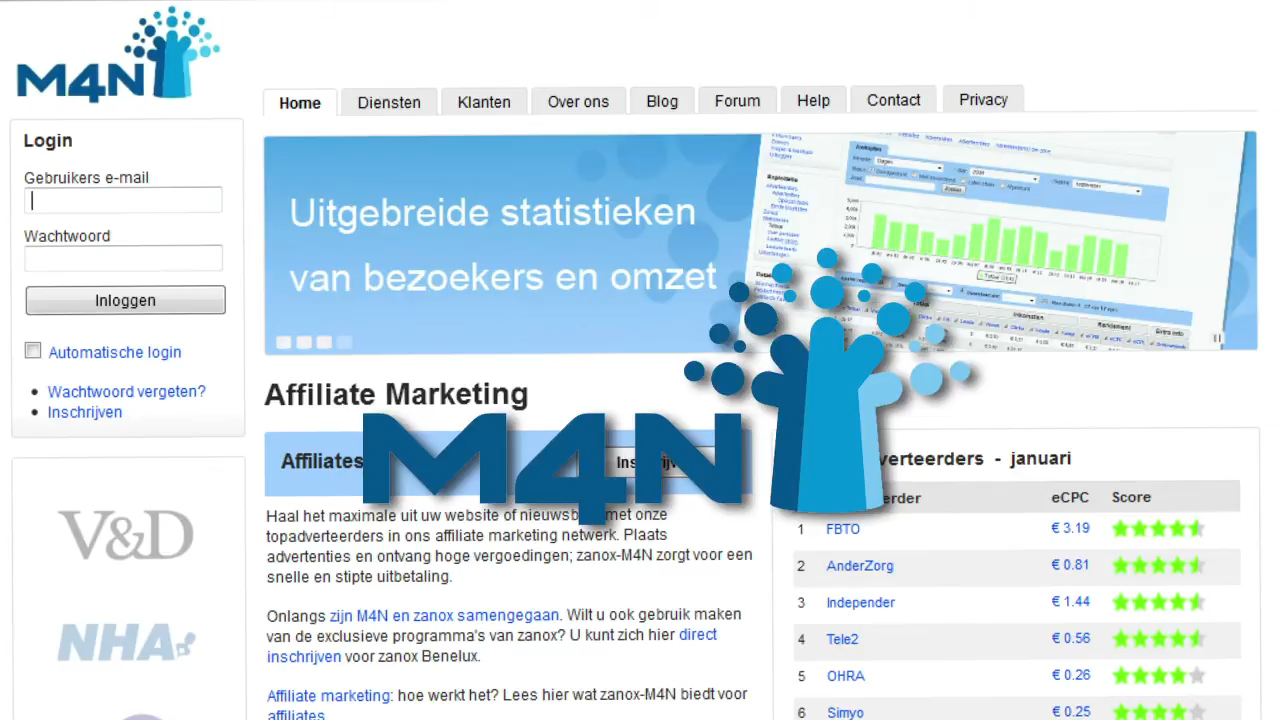 M4N
Home
Diensten
Klanten
Over ons
Blog
Forum
Help
Contact
Privacy
Login
Gebruikers e-mail
Wachtwoord
Inloggen
Automatische login
Wachtwoord vergeten?
Inschrijven
V&D
NHA
Uitgebreide statistieken
van bezoekers en omzet
Affiliate Marketing
M4N
Affiliates
Haal het maximale uit uw website of met onze
topadverteerders in ons affiliate marketing netwerk. Plaats
advertenties en ontvang hoge vergoedingen; zanox-M4N zorgt voor een
snelle en stipte uitbetaling.
Onlangs zijn M4N en zanox samengegaan. Wilt u ook gebruik maken
van de exclusieve programma's van zanox? U kunt zich hier direct
inschrijven voor zanox Benelux.
Affiliate marketing: hoe werkt het? Lees hier wat zanox-M4N biedt voor
affiliates
verteerders - januari
erder eCPC Score
1 FBTO € 3.19
2 AnderZorg € 0.81
3 Independer € 1.44
4 Tele2 € 0.56
5 OHRA € 0.26
6 Simyo € 0.25